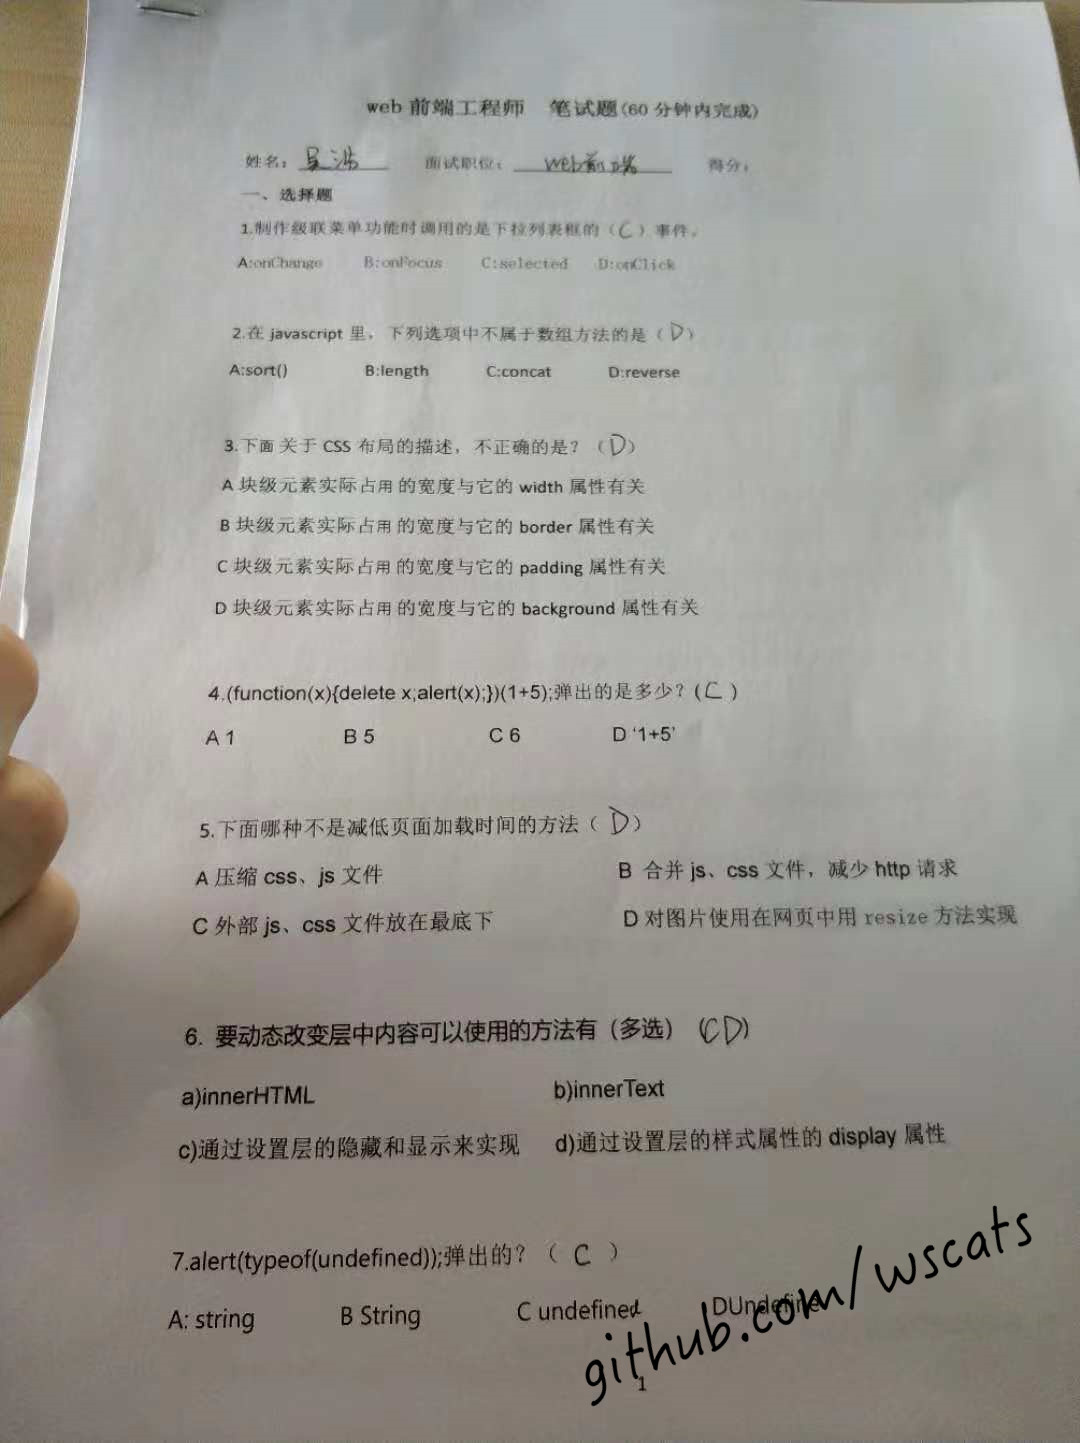 web 前端工程师 笔试题(60 分钟内完成)
姓名： 吴浩 面试职位： web前端 得分：
一、选择题
1.制作级联菜单功能时调用的是下拉列表框的（C）事件。
A:onChange B:onFocus C:selected D:onClick
2.在 javascript 里，下列选项中不属于数组方法的是（D）
A:sort() B:length C:concat D:reverse
3.下面关于 CSS 布局的描述，不正确的是？（D）
A 块级元素实际占用的宽度与它的 width 属性有关
B 块级元素实际占用的宽度与它的 border 属性有关
C 块级元素实际占用的宽度与它的 padding 属性有关
D 块级元素实际占用的宽度与它的 background 属性有关
4.(function(x){delete x;alert(x);})(1+5);弹出的是多少？(C)
A 1 B 5 C 6 D ‘1+5’
5.下面哪种不是减低页面加载时间的方法（D）
A 压缩 css、js 文件 B 合并 js、css 文件，减少 http 请求
C 外部 js、css 文件放在最底下 D 对图片使用在网页中用 resize 方法实现
6. 要动态改变层中内容可以使用的方法有（多选）（CD)
a)innerHTML b)innerText
c)通过设置层的隐藏和显示来实现 d)通过设置层的样式属性的 display 属性
7.alert(typeof(undefined));弹出的？（ C ）
A: string B String C undefined DUndefine
github.com/wscats
1